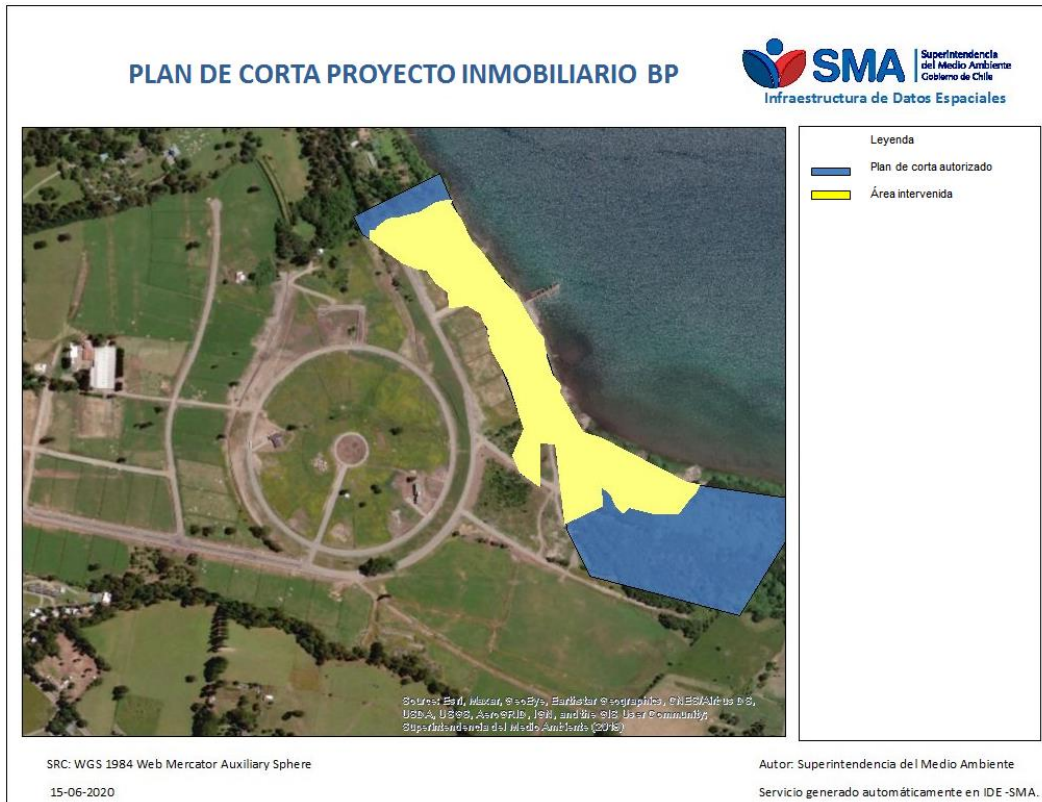 PLAN DE CORTA PROYECTO INMOBILIARIO BP
SMA
Superintendencia
del Medio Ambiente
Gobierno de Chile
Infraestructura de Datos Espaciales
Leyenda
Plan de corta autorizado
Área intervenida
Source: Esri, Maxar, GeoEye, Earthstar Geographics, CNES/Airbus DS,
USDA, USGS, AeroGRID, IGN, and the GIS User Community;
Superintendencia del Medio Ambiente
SRC: WGS 1984 Web Mercator Auxiliary Sphere
Autor: Superintendencia del Medio Ambiente
15-06-2020
Servicio generado automáticamente en IDE -SMA.